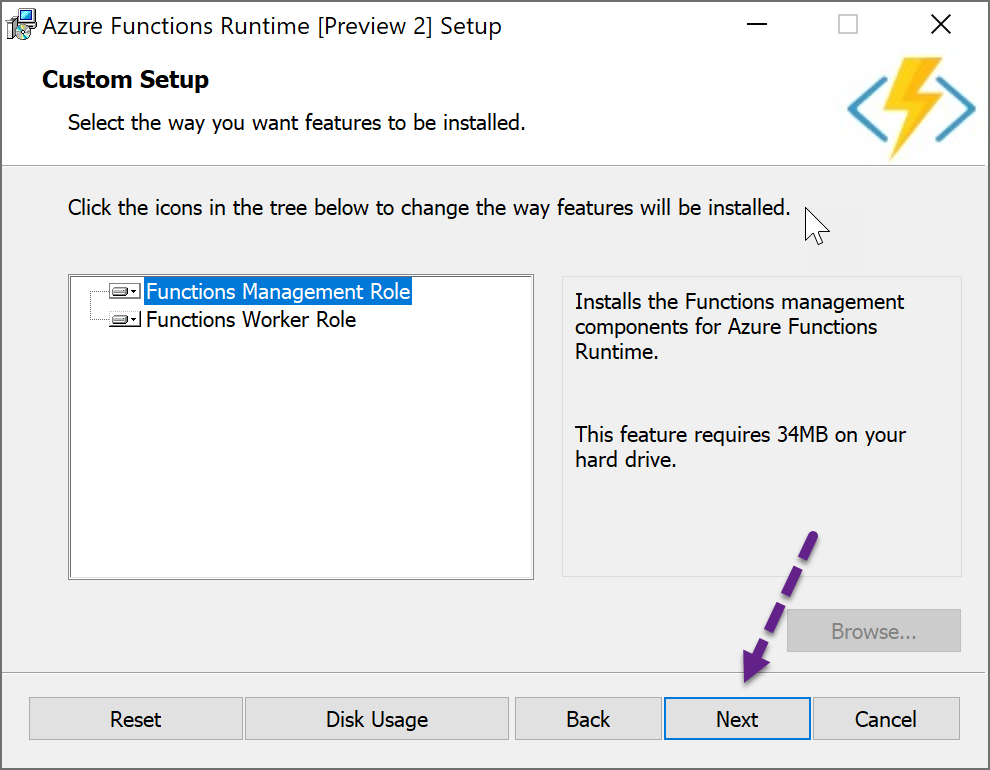 Azure Functions Runtime [Preview 2] Setup
Custom Setup
Select the way you want features to be installed.
Click the icons in the tree below to change the way features will be installed.
Functions Management Role
Functions Worker Role
Installs the Functions management
components for Azure Functions
Runtime.
This feature requires 34MB on your
hard drive.
Browse...
Reset
Disk Usage
Back
Next
Cancel